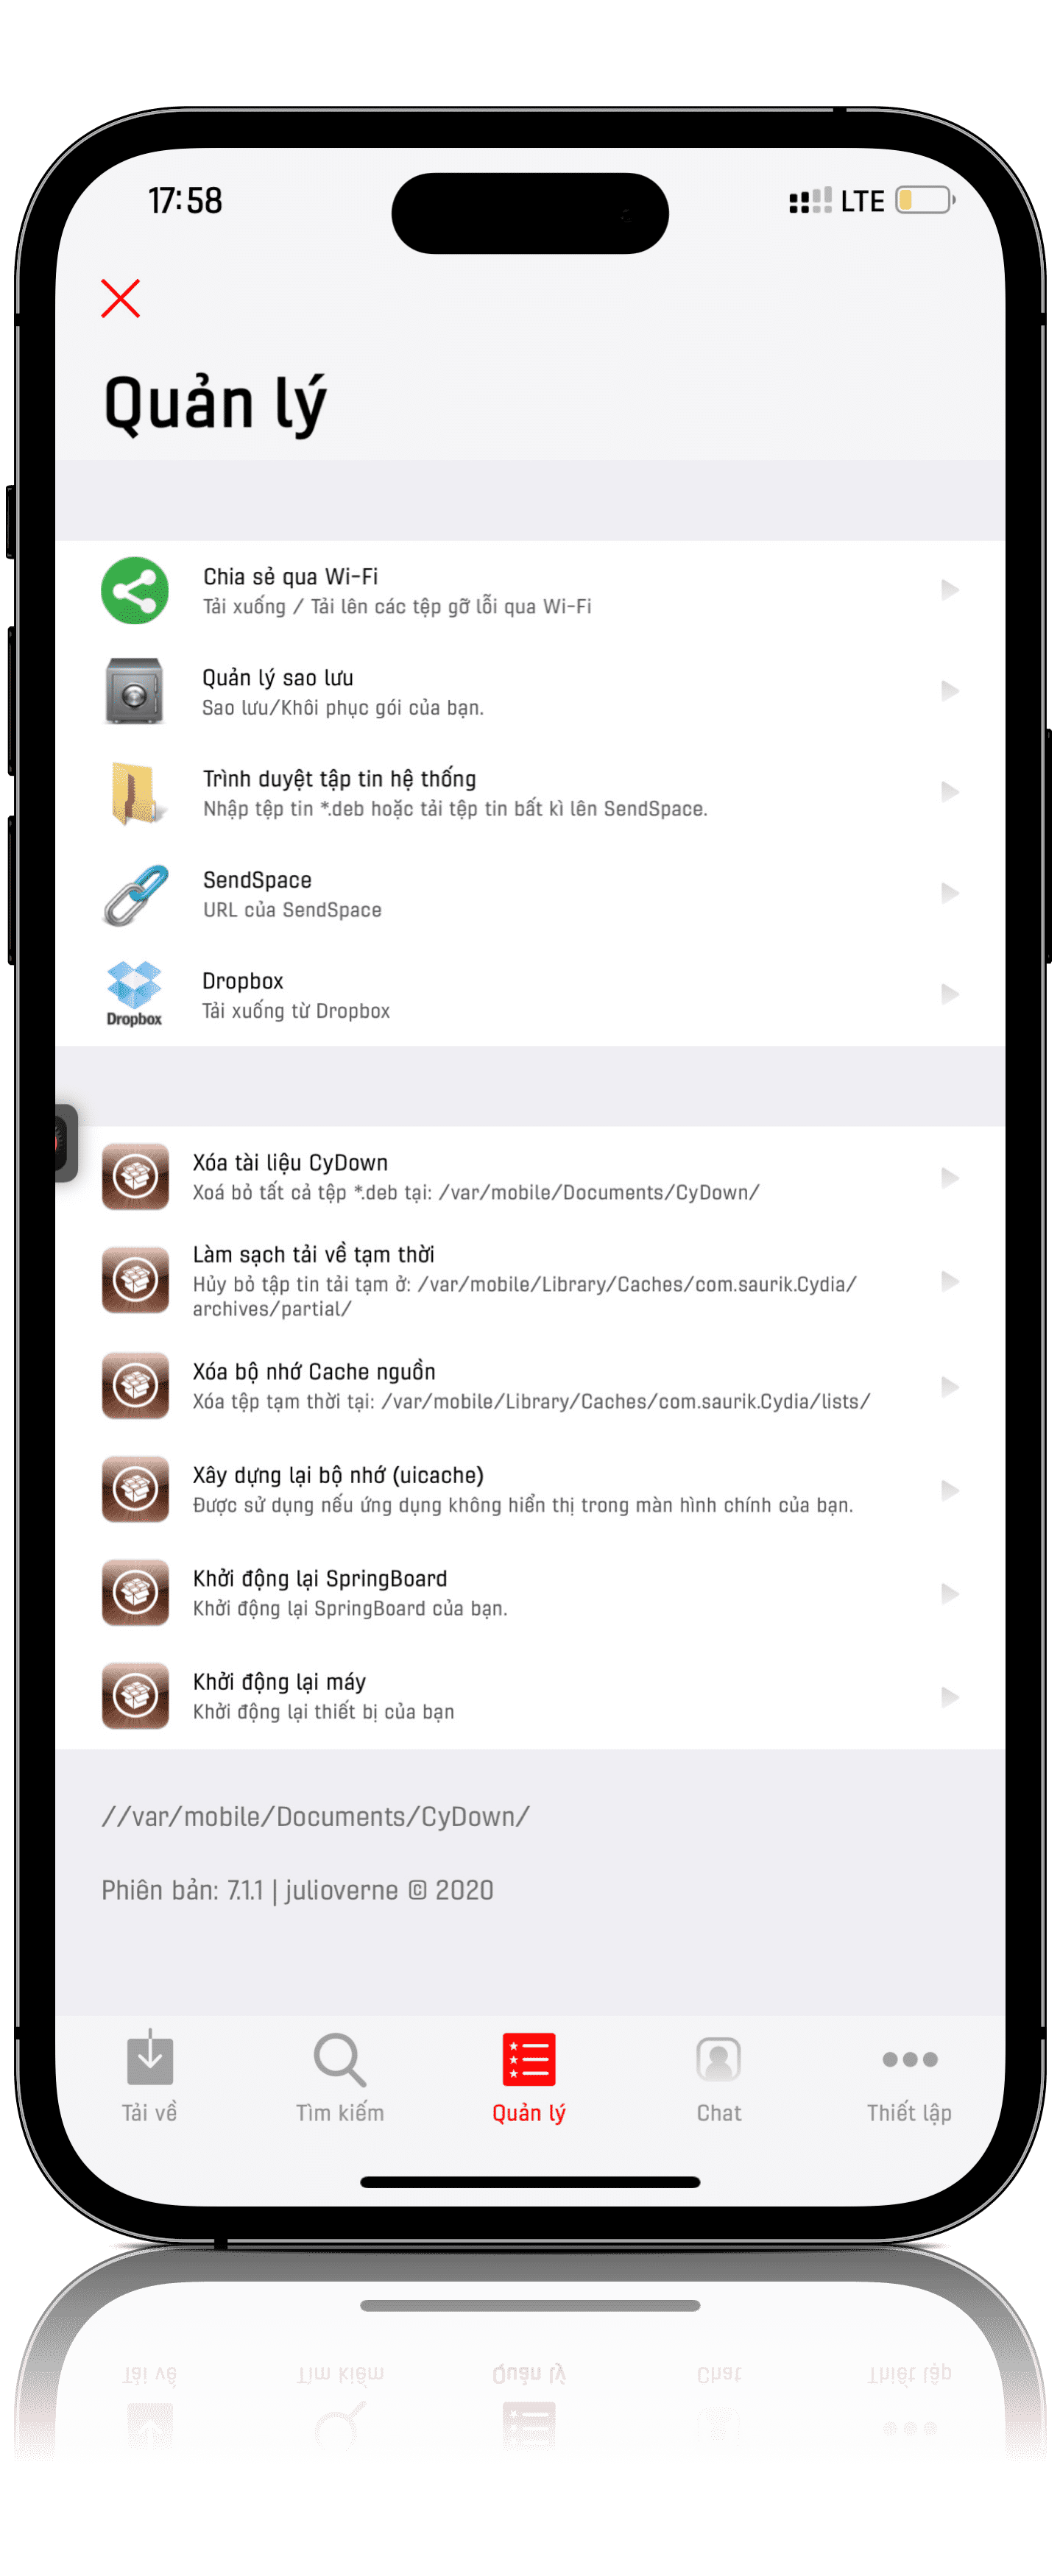 17:58
LTE
Quản lý
Chia sẻ qua Wi-Fi
Tải xuống / Tải lên các tệp gỡ lỗi qua Wi-Fi
Quản lý sao lưu
Sao lưu/Khôi phục gói của bạn.
Trình duyệt tập tin hệ thống
Nhập tệp tin *.deb hoặc tải tệp tin bất kì lên SendSpace.
SendSpace
URL của SendSpace
Dropbox
Dropbox
Tải xuống từ Dropbox
Xóa tài liệu CyDown
Xoá bỏ tất cả tệp *.deb tại: /var/mobile/Documents/CyDown/
Làm sạch tải về tạm thời
Hủy bỏ tập tin tải tạm ở: /var/mobile/Library/Caches/com.saurik.Cydia/
archives/partial/
Xóa bộ nhớ Cache nguồn
Xóa tệp tạm thời tại: /var/mobile/Library/Caches/com.saurik.Cydia/lists/
Xây dựng lại bộ nhớ (uicache)
Được sử dụng nếu ứng dụng không hiển thị trong màn hình chính của bạn.
Khởi động lại SpringBoard
Khởi động lại SpringBoard của bạn.
Khởi động lại máy
Khởi động lại thiết bị của bạn
//var/mobile/Documents/CyDown/
Phiên bản: 7.1.1 | julioverne © 2020
Tải về
Tìm kiếm
Quản lý
Chat
Thiết lập